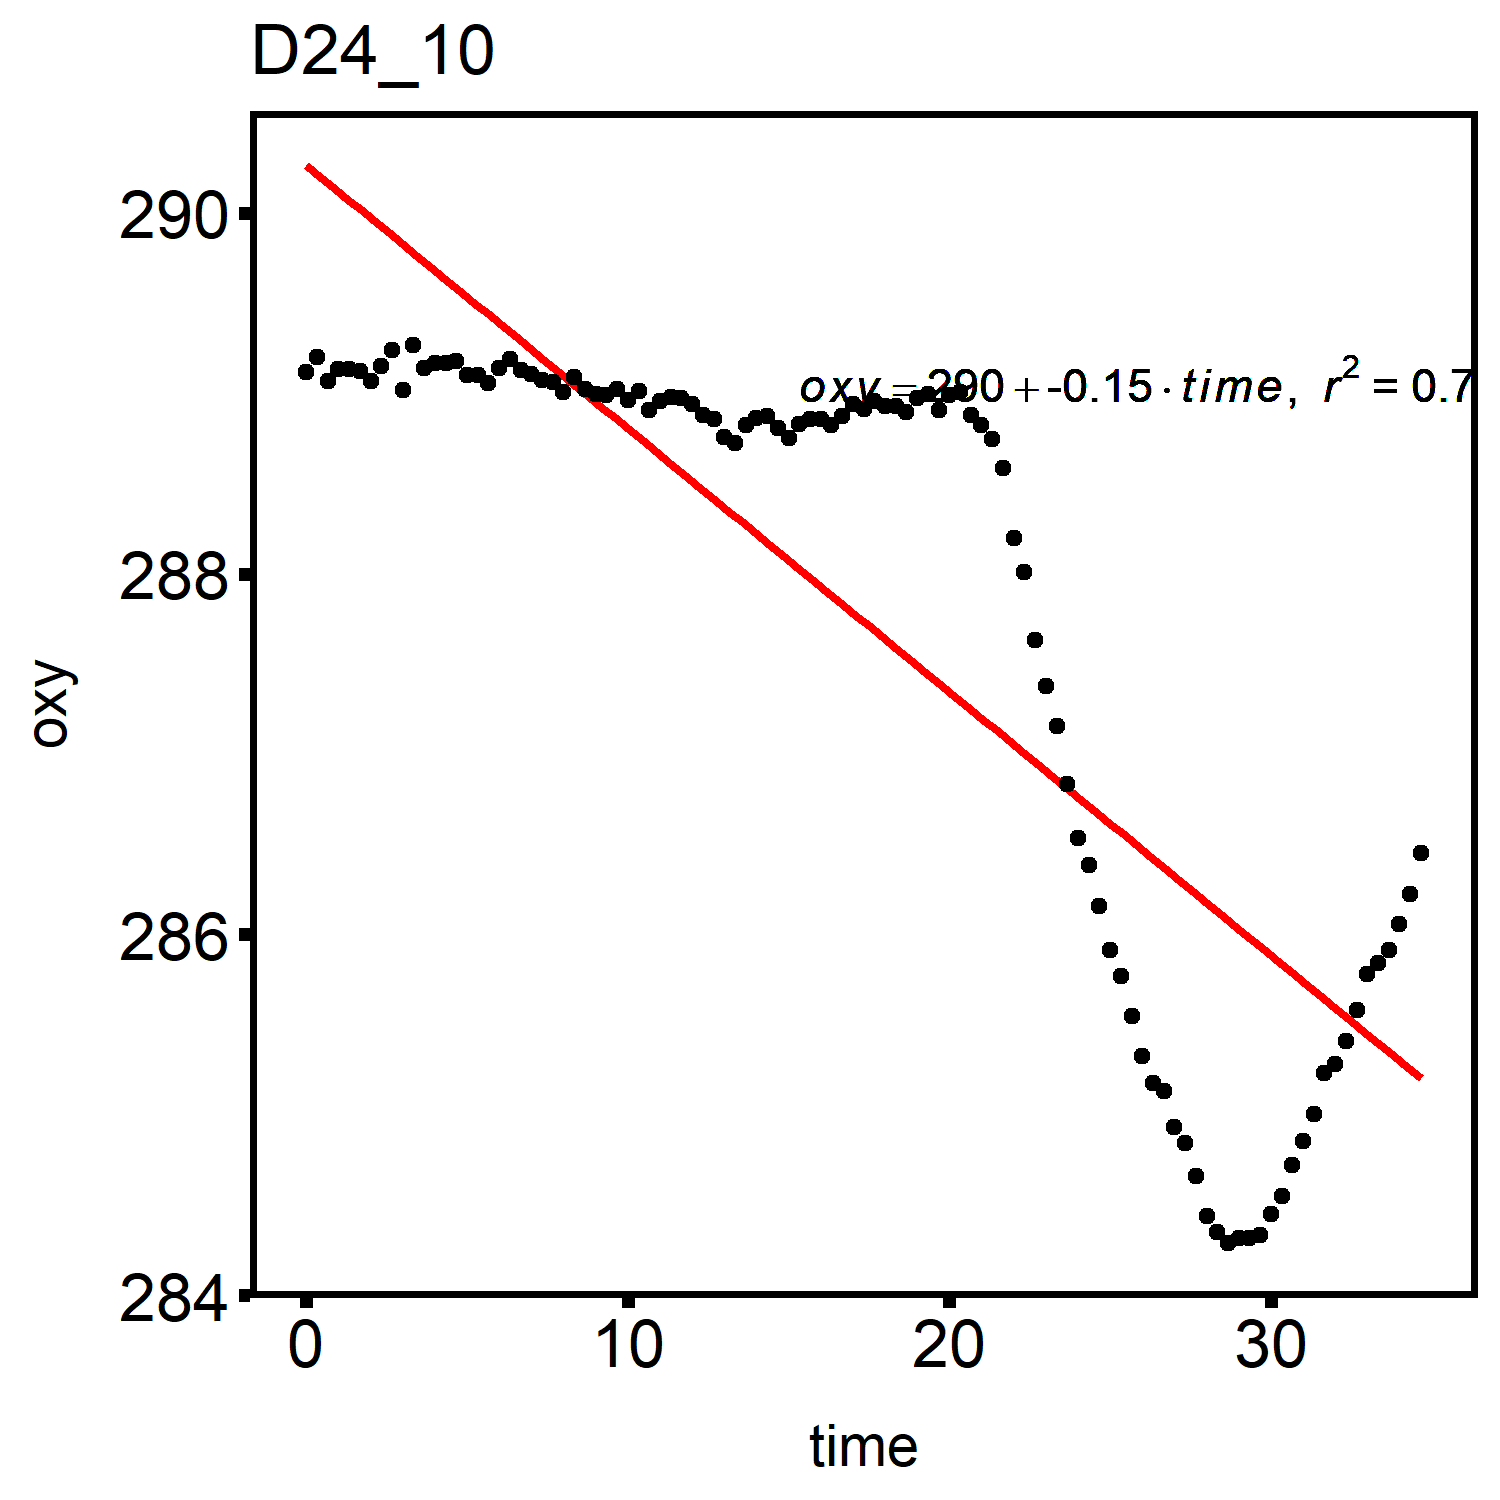 D24_10
290
288
286
284
oxy
oxy = 290 + -0.15 · time, r² = 0.7
0 10 20 30
time